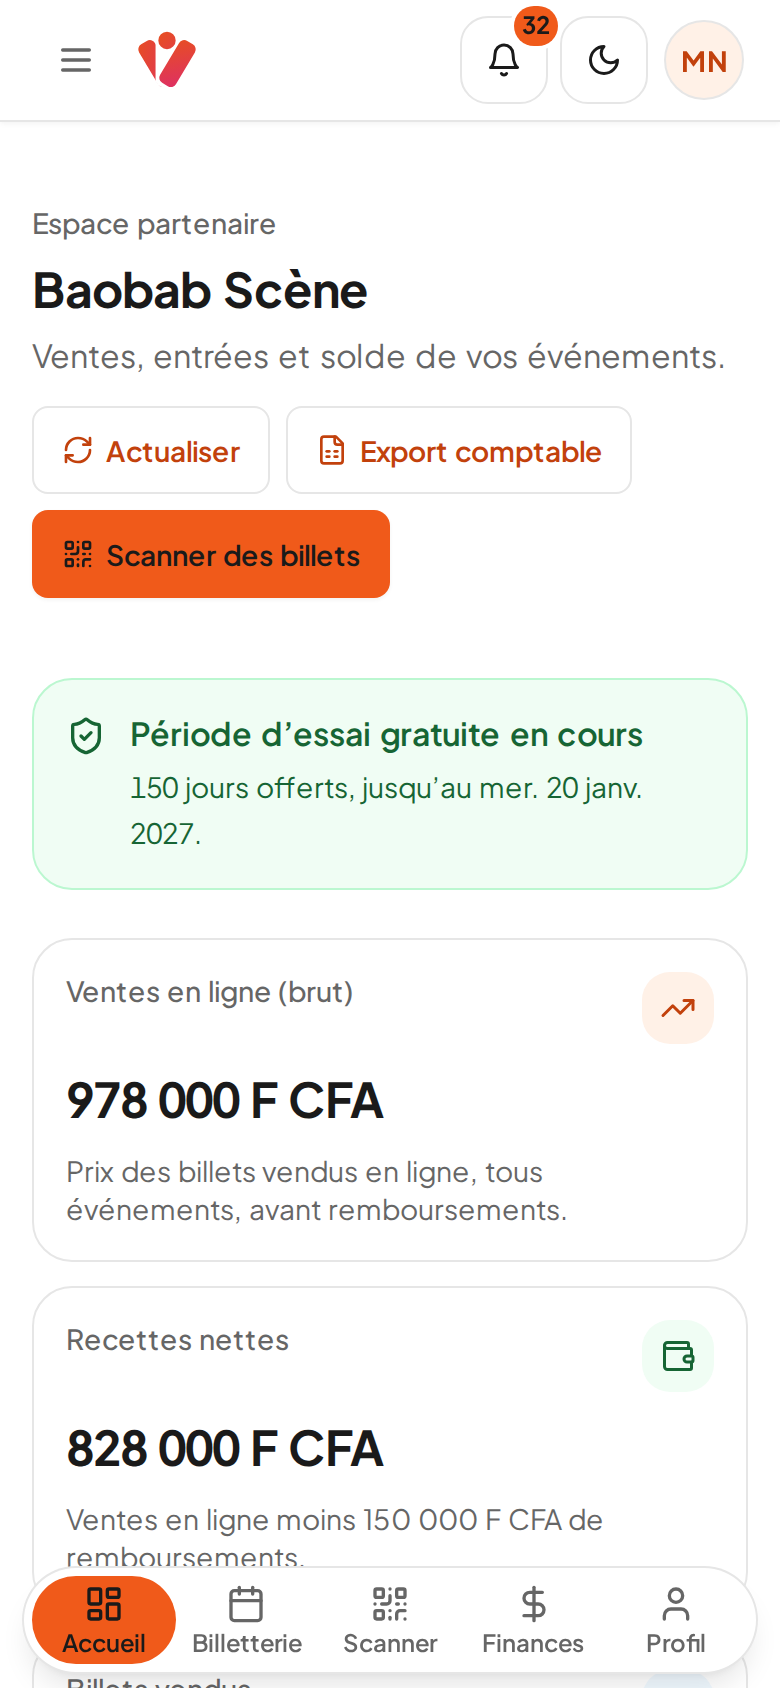 32
MN
Espace partenaire
Baobab Scène
Ventes, entrées et solde de vos événements.
Actualiser
Export comptable
Scanner des billets
Période d’essai gratuite en cours
150 jours offerts, jusqu’au mer. 20 janv.
2027.
Ventes en ligne (brut)
978 000 F CFA
Prix des billets vendus en ligne, tous
événements, avant remboursements.
Recettes nettes
828 000 F CFA
Ventes en ligne moins 150 000 F CFA de
remboursements.
Accueil
Billetterie
Scanner
Finances
Profil
Billets vendus